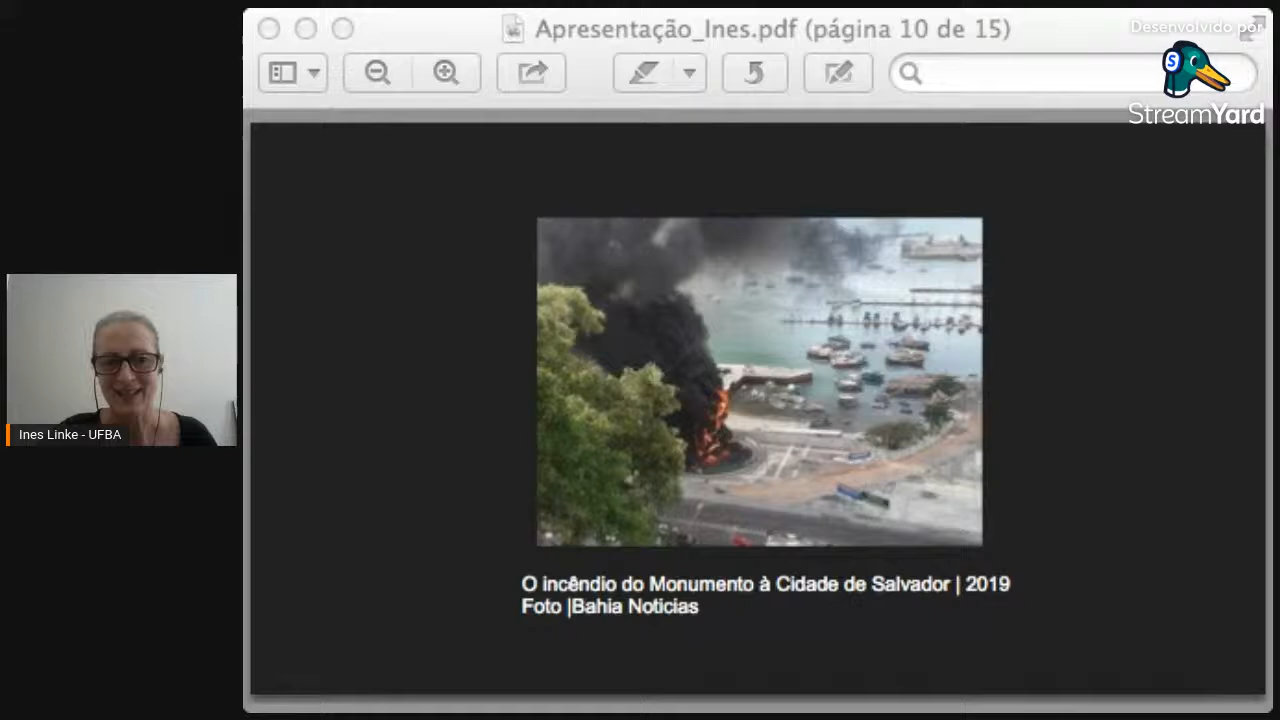 Apresentação_Ines.pdf (página 10 de 15)
Desenvolvido por
S
StreamYard
Ines Linke - UFBA
O incêndio do Monumento à Cidade de Salvador | 2019
Foto |Bahia Noticias